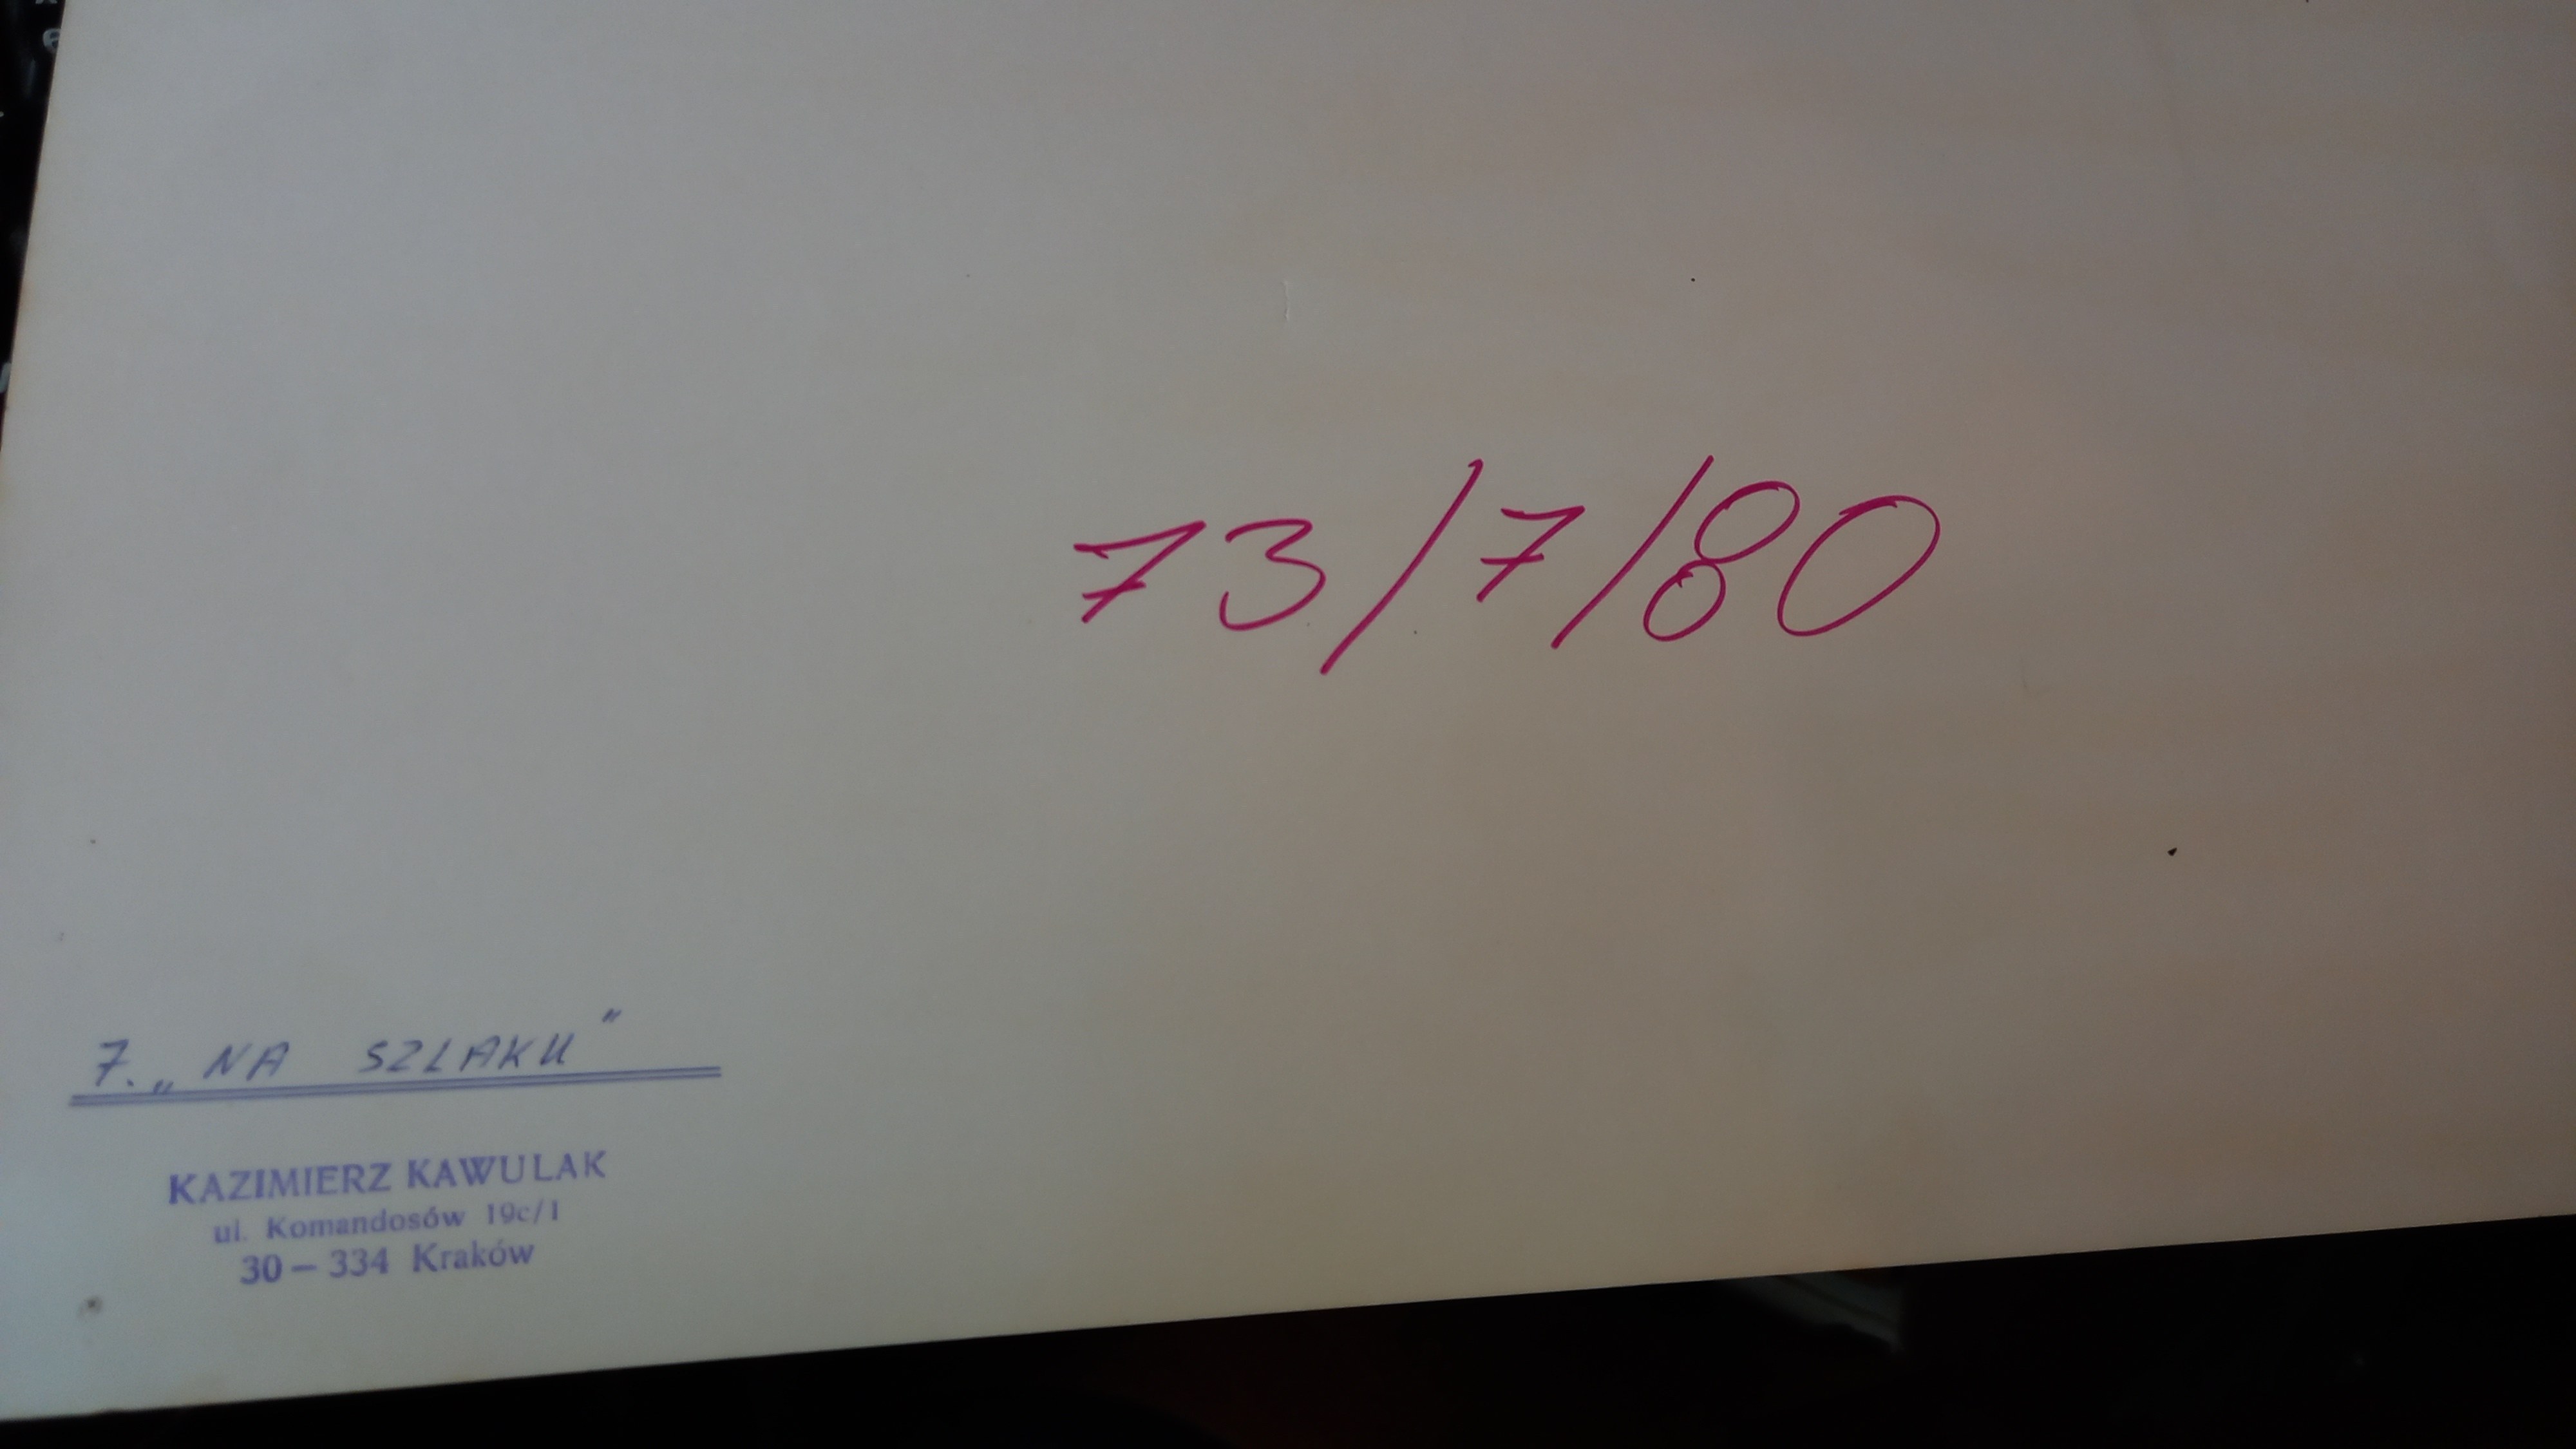 73/7/80
7. „NA SZLAKU"
KAZIMIERZ KAWULAK
ul. Komandosów 19c/1
30 — 334 Kraków